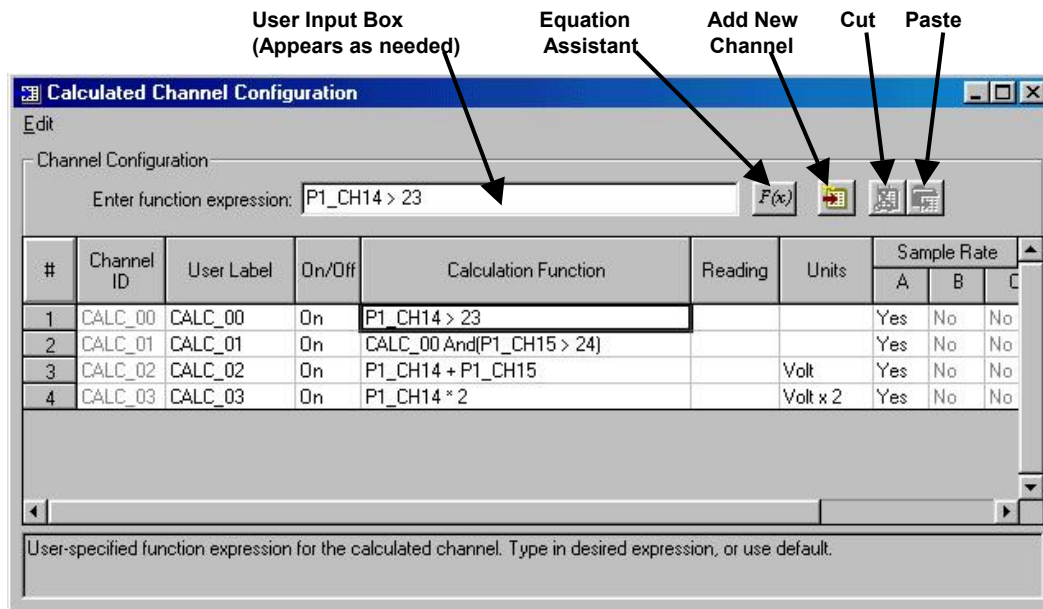 User Input Box
(Appears as needed)
Equation
Assistant
Add New
Channel
Cut
Paste
Calculated Channel Configuration
Edit
Channel Configuration
Enter function expression: P1_CH14 > 23 F(x)
# Channel ID User Label On/Off Calculation Function Reading Units Sample Rate
A B C
1 CALC_00 CALC_00 On P1_CH14 > 23 Yes No No
2 CALC_01 CALC_01 On CALC_00 And(P1_CH15 > 24) Yes No No
3 CALC_02 CALC_02 On P1_CH14 + P1_CH15 Volt Yes No No
4 CALC_03 CALC_03 On P1_CH14 * 2 Volt x 2 Yes No No
User-specified function expression for the calculated channel. Type in desired expression, or use default.